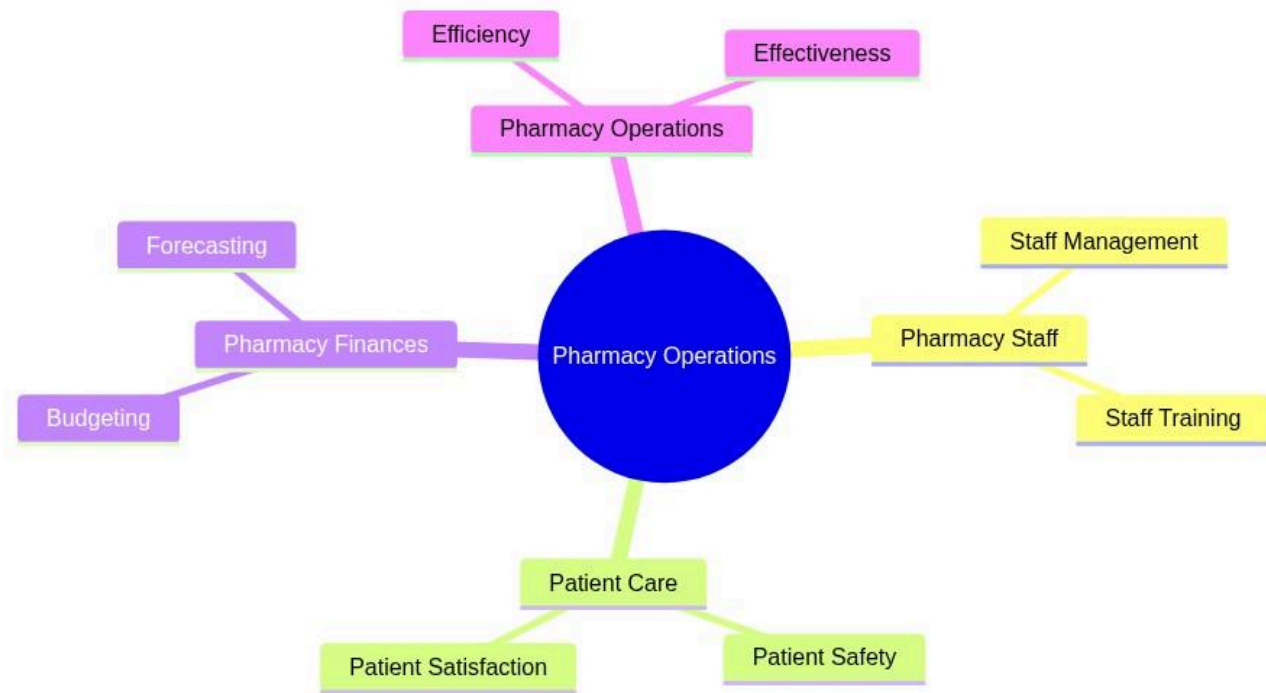 Efficiency
Effectiveness
Pharmacy Operations
Forecasting
Staff Management
Pharmacy Finances
Pharmacy Operations
Pharmacy Staff
Budgeting
Staff Training
Patient Care
Patient Satisfaction
Patient Safety